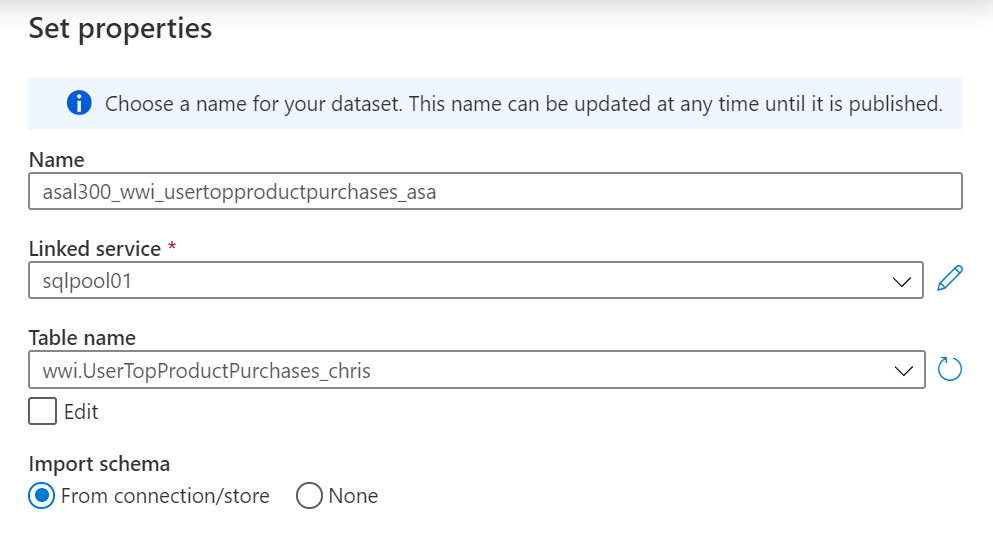 Set properties
Choose a name for your dataset. This name can be updated at any time until it is published.
Name
asal300_wwi_usertopproductpurchases_asa
Linked service *
sqlpool01
Table name
wwi.UserTopProductPurchases_chris
Edit
Import schema
From connection/store None